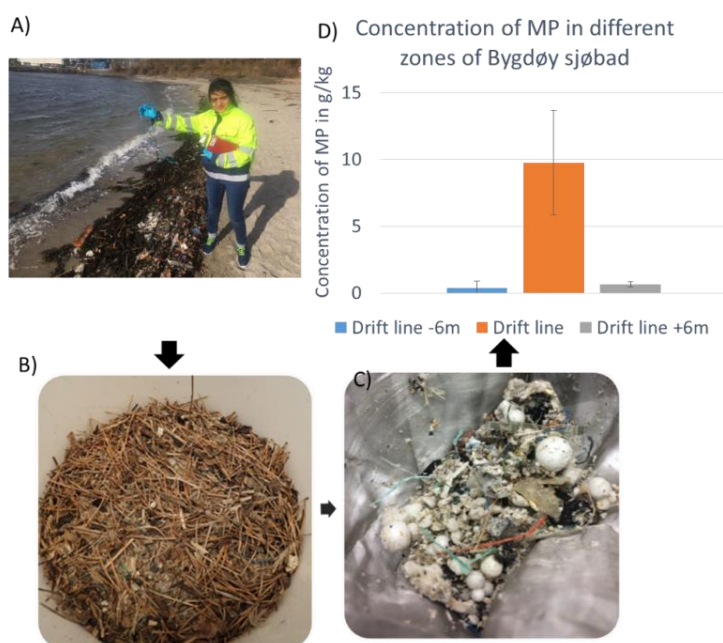 A)
D)
Concentration of MP in different
zones of Bygdøy sjøbad
Concentration of MP in g/kg
15
10
5
0
Drift line -6m Drift line Drift line +6m
B)
C)